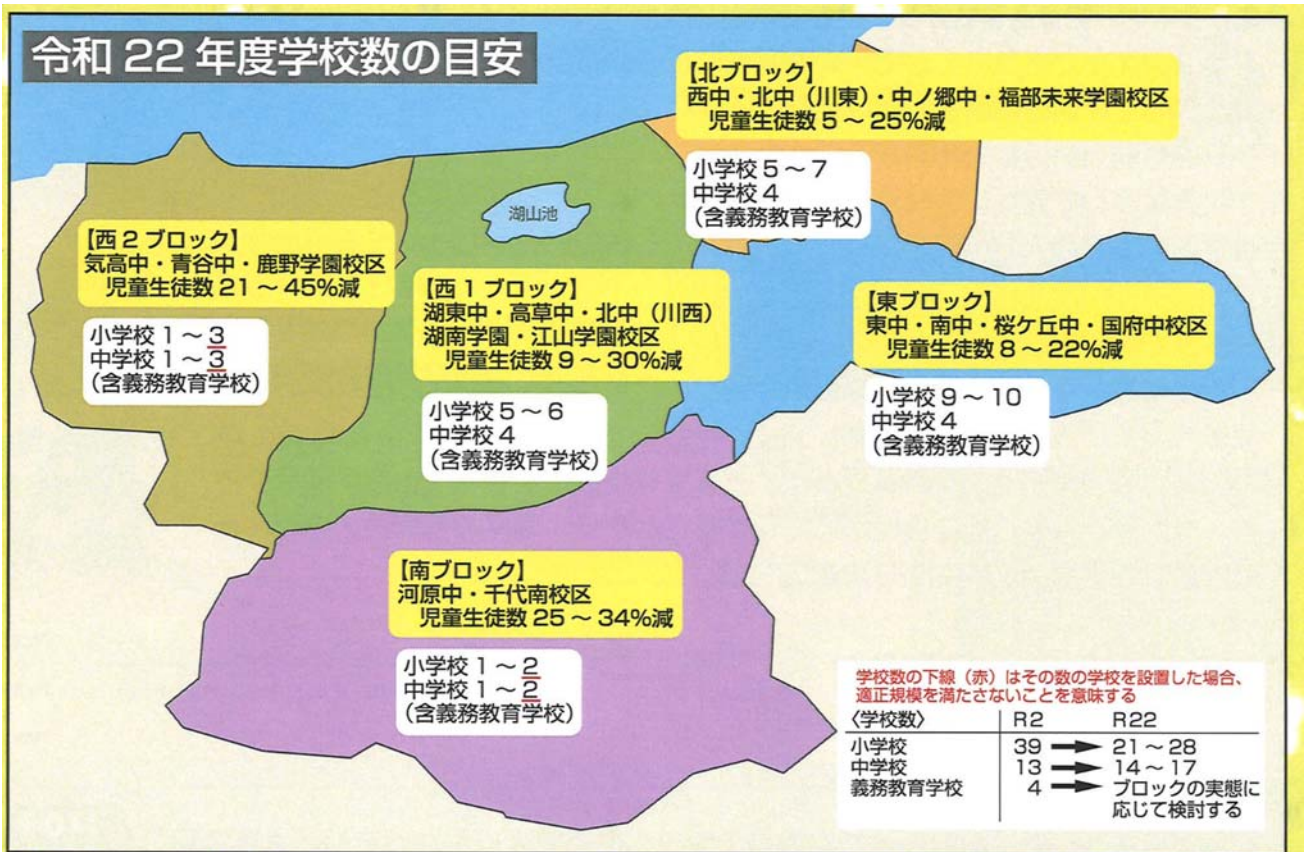 令和 22 年度学校数の目安
【北ブロック】
西中・北中（川東）・中ノ郷中・福部未来学園校区
児童生徒数 5 ～ 25%減
小学校 5 ～ 7
中学校 4
（含義務教育学校）
湖山池
【西 2 ブロック】
気高中・青谷中・鹿野学園校区
児童生徒数 21 ～ 45%減
小学校 1 ～ 3
中学校 1 ～ 3
（含義務教育学校）
【西 1 ブロック】
湖東中・高草中・北中（川西）
湖南学園・江山学園校区
児童生徒数 9 ～ 30%減
小学校 5 ～ 6
中学校 4
（含義務教育学校）
【東ブロック】
東中・南中・桜ケ丘中・国府中校区
児童生徒数 8 ～ 22%減
小学校 9 ～ 10
中学校 4
（含義務教育学校）
【南ブロック】
河原中・千代南校区
児童生徒数 25 ～ 34%減
小学校 1 ～ 2
中学校 1 ～ 2
（含義務教育学校）
学校数の下線（赤）はその数の学校を設置した場合、
適正規模を満たさないことを意味する
〈学校数〉 R2 R22
小学校 39 → 21 ～ 28
中学校 13 → 14 ～ 17
義務教育学校 4 → ブロックの実態に
応じて検討する